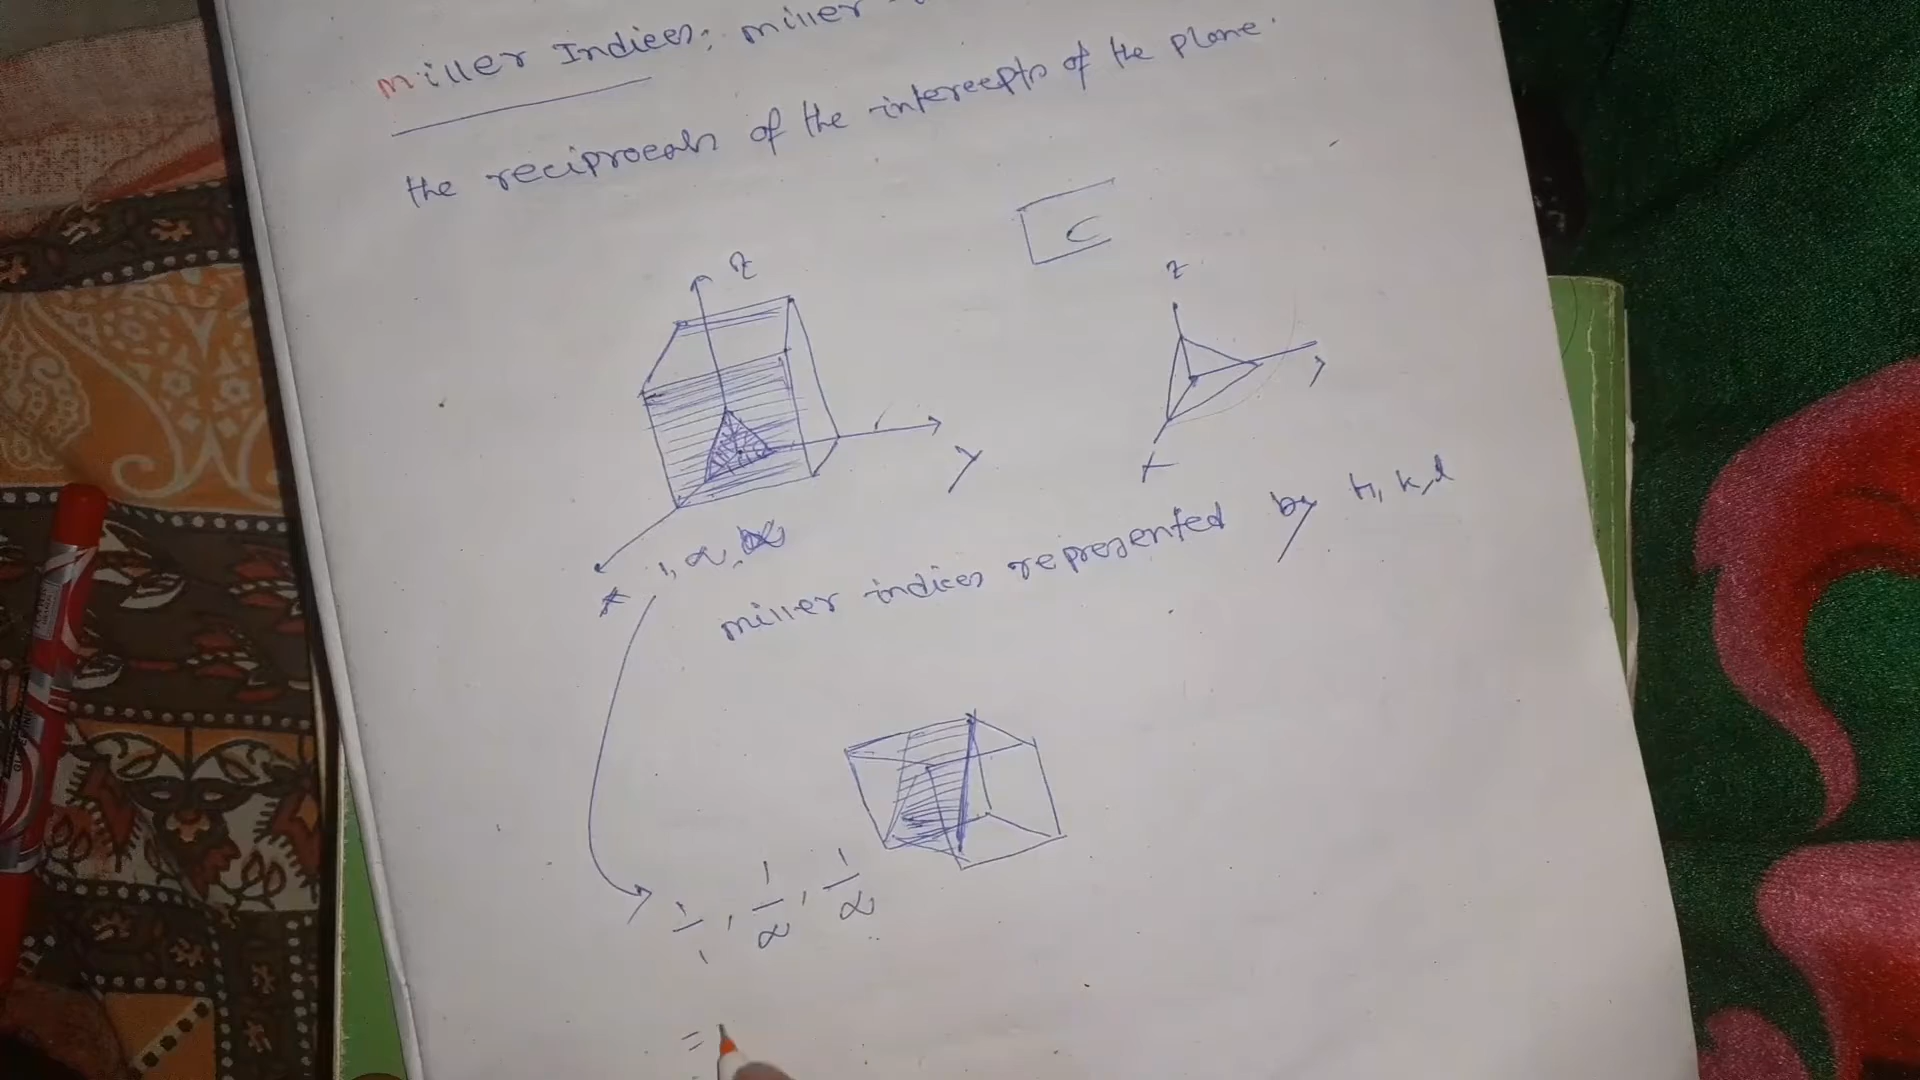 Miller Indices: miller
the reciprocals of the intercepts of the plane.
C
z
z
y
y
x
1, ∝, ∝
x
miller indices represented by h, k, l
1/1, 1/∝, 1/∝
=